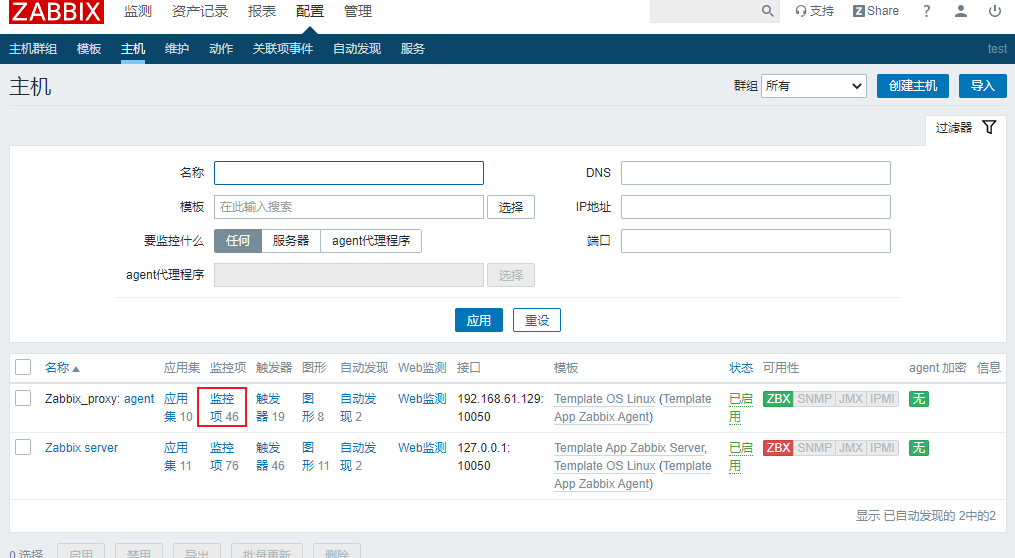 ZABBIX 监测 资产记录 报表 配置 管理 支持 Share ?
主机群组 模板 主机 维护 动作 关联项事件 自动发现 服务 test
主机 群组 所有 创建主机 导入
过滤器
名称 DNS
模板 在此输入搜索 选择 IP地址
要监控什么 任何 服务器 agent代理程序 端口
agent代理程序 选择
应用 重设
名称 应用集 监控项 触发器 图形 自动发现 Web监测 接口 模板 状态 可用性 agent 加密 信息
Zabbix_proxy: agent 应用 监控 触发 图 自动发 Web监测 192.168.61.129: Template OS Linux (Template 已启 ZBX SNMP JMX IPMI 无
集 10 项 46 器 19 形 8 现 2 10050 App Zabbix Agent) 用
Zabbix server 应用 监控 触发 图 自动发 Web监测 127.0.0.1: Template App Zabbix Server, 已启 ZBX SNMP JMX IPMI 无
集 11 项 76 器 46 形 11 现 2 10050 Template OS Linux (Template 用
App Zabbix Agent)
显示 已自动发现的 2中的2
0 选择 启用 禁用 导出 批量更新 删除